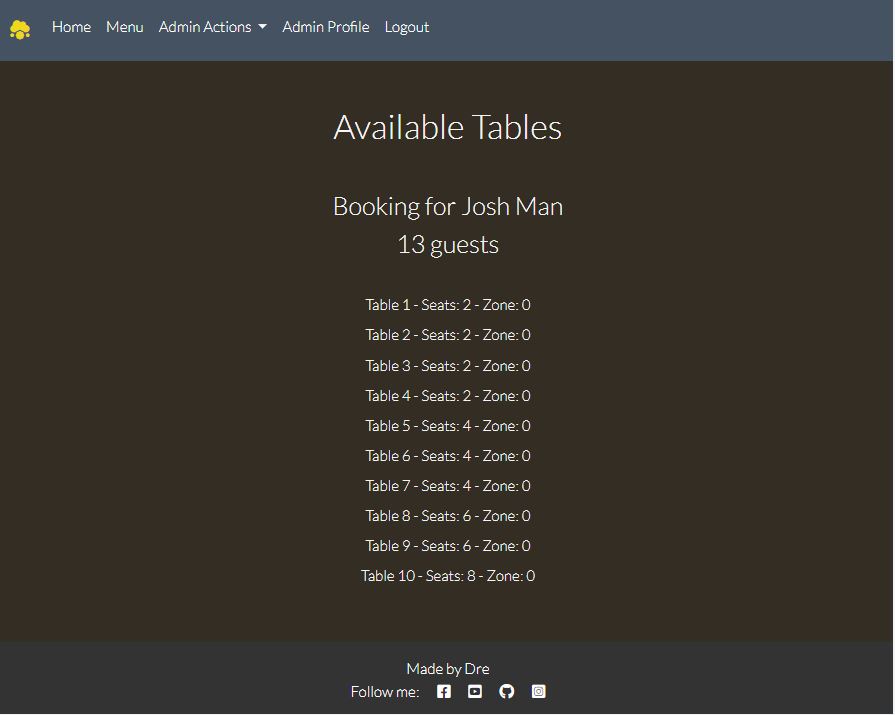 Home Menu Admin Actions Admin Profile Logout
Available Tables
Booking for Josh Man
13 guests
Table 1 - Seats: 2 - Zone: 0
Table 2 - Seats: 2 - Zone: 0
Table 3 - Seats: 2 - Zone: 0
Table 4 - Seats: 2 - Zone: 0
Table 5 - Seats: 4 - Zone: 0
Table 6 - Seats: 4 - Zone: 0
Table 7 - Seats: 4 - Zone: 0
Table 8 - Seats: 6 - Zone: 0
Table 9 - Seats: 6 - Zone: 0
Table 10 - Seats: 8 - Zone: 0
Made by Dre
Follow me: